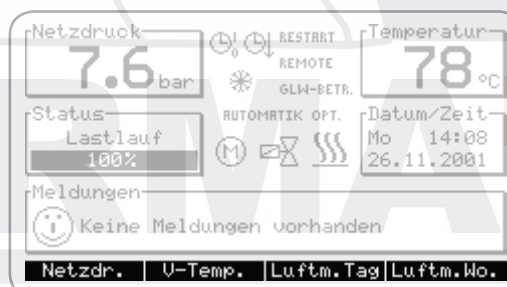 Netzdruck
7.6 bar
RESTART
REMOTE
GLW-BETR.
Temperatur
78 °C
Status
Lastlauf
100%
AUTOMATIK OPT.
M
Datum/Zeit
Mo 14:08
26.11.2001
Meldungen
i Keine Meldungen vorhanden
Netzdr. V-Temp. Luftm.Tag Luftm.Wo.
RMA